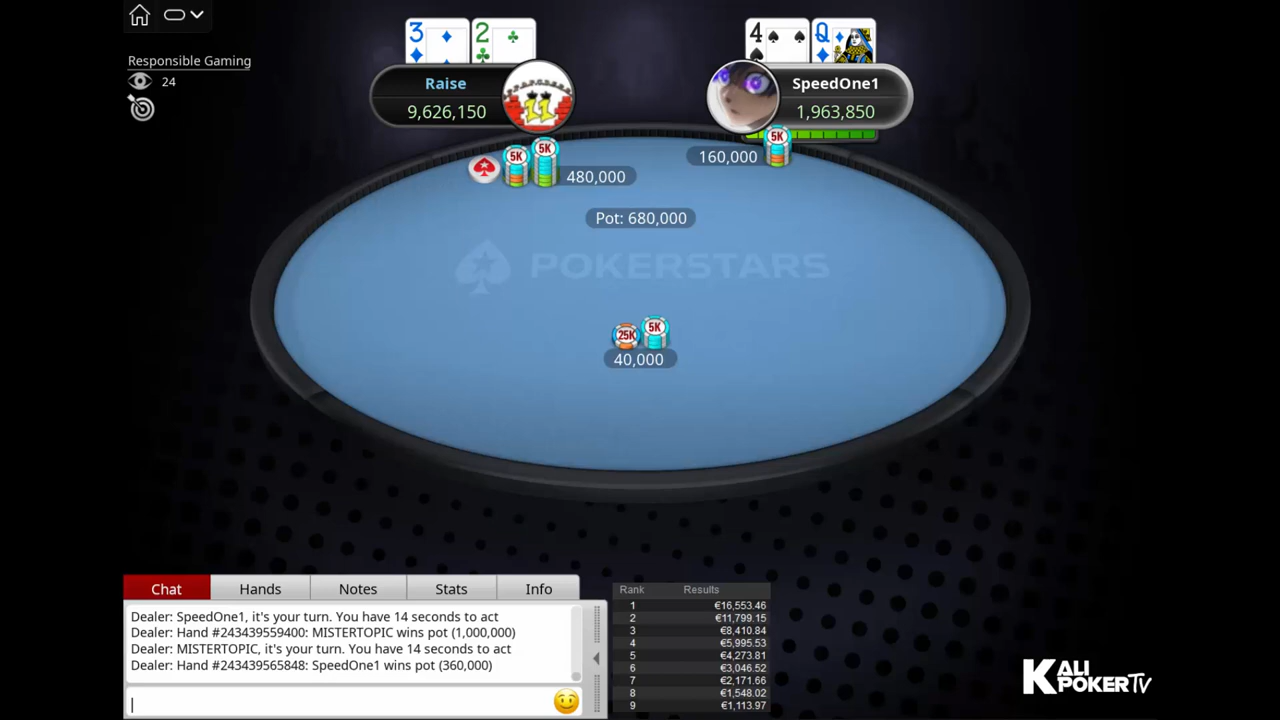 Responsible Gaming
24
3 2
4 Q
Raise
9,626,150
SpeedOne1
1,963,850
5K 5K
480,000
160,000
5K
Pot: 680,000
POKERSTARS
25K 5K
40,000
Chat Hands Notes Stats Info
Dealer: SpeedOne1, it's your turn. You have 14 seconds to act
Dealer: Hand #243439559400: MISTERTOPIC wins pot (1,000,000)
Dealer: MISTERTOPIC, it's your turn. You have 14 seconds to act
Dealer: Hand #243439565848: SpeedOne1 wins pot (360,000)
Rank Results
1 €16,553.46
2 €11,799.15
3 €8,410.84
4 €5,995.53
5 €4,273.81
6 €3,046.52
7 €2,171.66
8 €1,548.02
9 €1,113.97
KALI
POKERTV